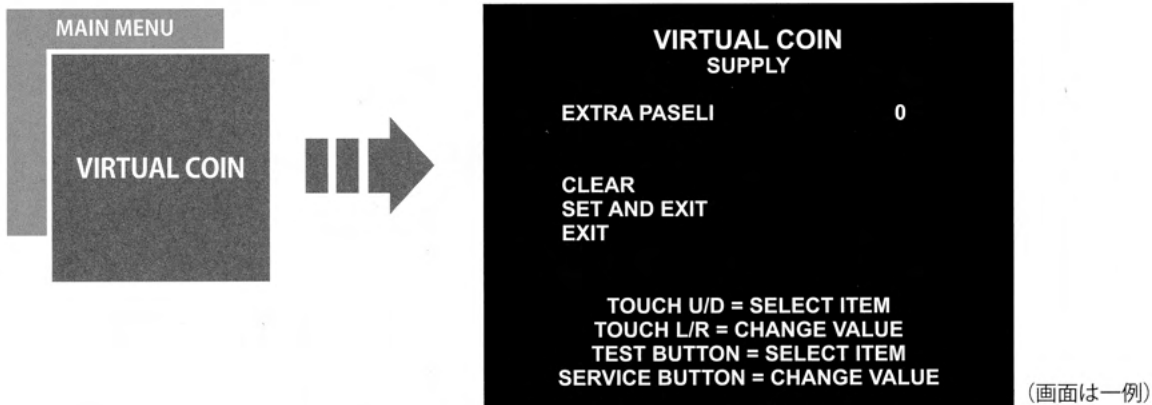 MAIN MENU
VIRTUAL COIN
VIRTUAL COIN
SUPPLY
EXTRA PASELI 0
CLEAR
SET AND EXIT
EXIT
TOUCH U/D = SELECT ITEM
TOUCH L/R = CHANGE VALUE
TEST BUTTON = SELECT ITEM
SERVICE BUTTON = CHANGE VALUE
(画面は一例)